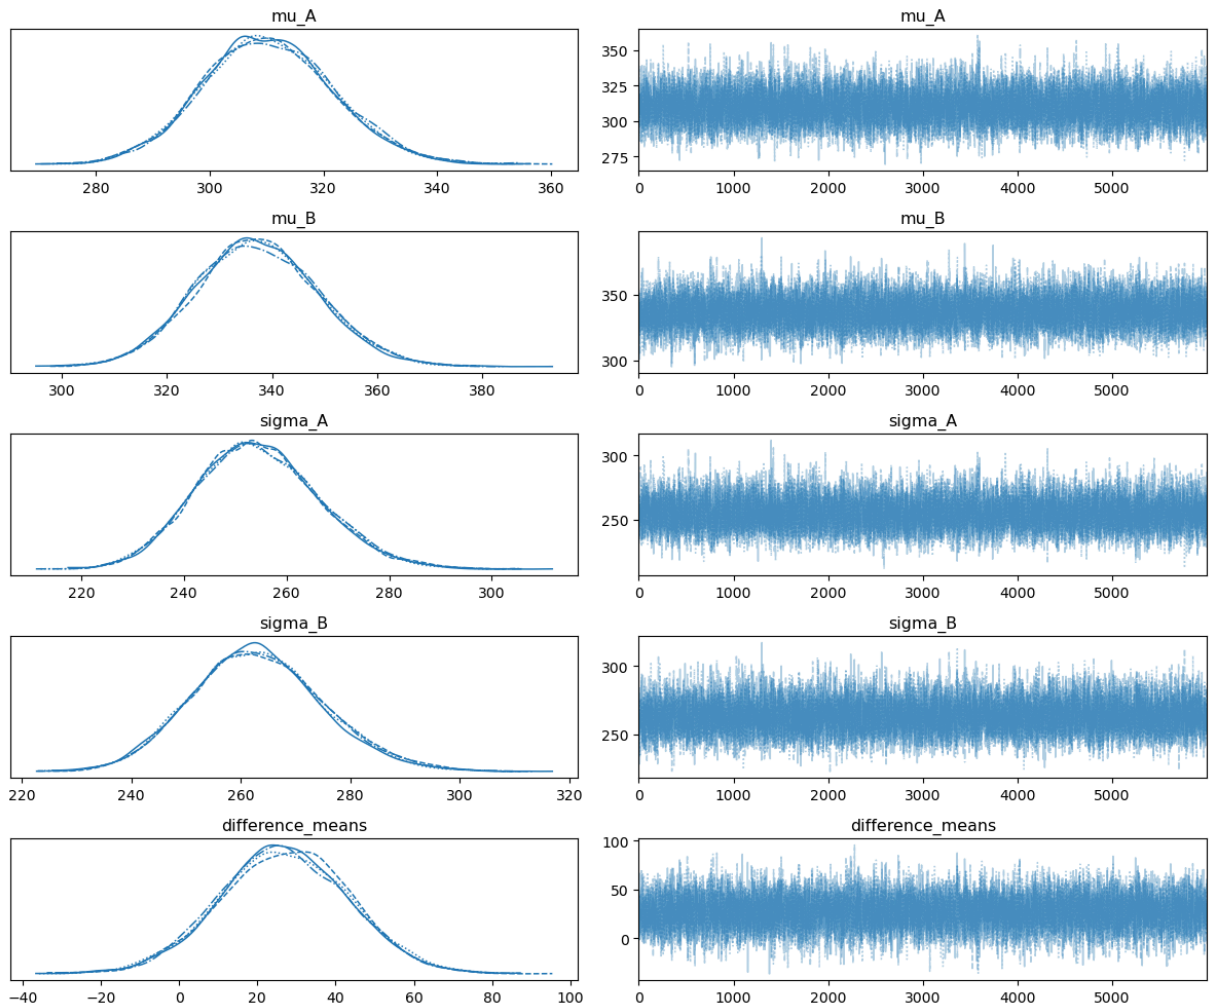 mu_A
mu_A
280 300 320 340 360
350
325
300
275
0 1000 2000 3000 4000 5000
mu_B
mu_B
300 320 340 360 380
350
300
0 1000 2000 3000 4000 5000
sigma_A
sigma_A
220 240 260 280 300
300
250
0 1000 2000 3000 4000 5000
sigma_B
sigma_B
220 240 260 280 300 320
300
250
0 1000 2000 3000 4000 5000
difference_means
difference_means
−40 −20 0 20 40 60 80 100
100
50
0
0 1000 2000 3000 4000 5000